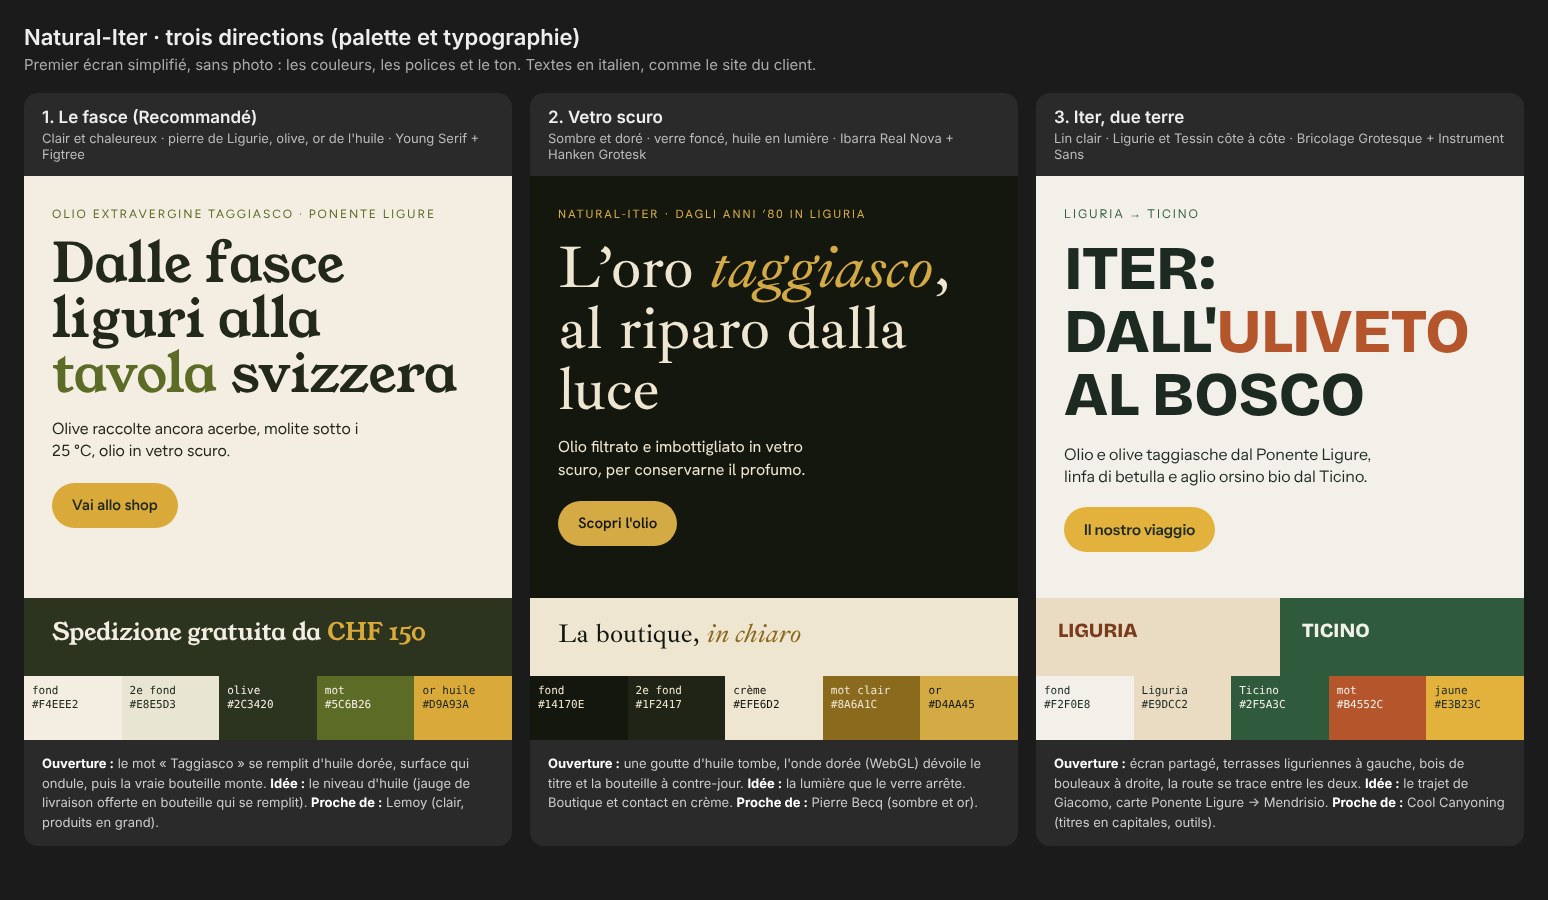 Natural-Iter · trois directions (palette et typographie)
Premier écran simplifié, sans photo : les couleurs, les polices et le ton. Textes en italien, comme le site du client.
1. Le fasce (Recommandé)
Clair et chaleureux · pierre de Ligurie, olive, or de l'huile · Young Serif +
Figtree
OLIO EXTRAVERGINE TAGGIASCO · PONENTE LIGURE
Dalle fasce
liguri alla
tavola svizzera
Olive raccolte ancora acerbe, molite sotto i
25 °C, olio in vetro scuro.
Vai allo shop
Spedizione gratuita da CHF 150
fond
#F4EEE2
2e fond
#E8E5D3
olive
#2C3420
mot
#5C6B26
or huile
#D9A93A
Ouverture : le mot « Taggiasco » se remplit d'huile dorée, surface qui
ondule, puis la vraie bouteille monte. Idée : le niveau d'huile (jauge de
livraison offerte en bouteille qui se remplit). Proche de : Lemoy (clair,
produits en grand).
2. Vetro scuro
Sombre et doré · verre foncé, huile en lumière · Ibarra Real Nova +
Hanken Grotesk
NATURAL-ITER · DAGLI ANNI ’80 IN LIGURIA
L’oro taggiasco,
al riparo dalla
luce
Olio filtrato e imbottigliato in vetro
scuro, per conservarne il profumo.
Scopri l'olio
La boutique, in chiaro
fond
#14170E
2e fond
#1F2417
crème
#EFE6D2
mot clair
#8A6A1C
or
#D4AA45
Ouverture : une goutte d'huile tombe, l'onde dorée (WebGL) dévoile le
titre et la bouteille à contre-jour. Idée : la lumière que le verre arrête.
Boutique et contact en crème. Proche de : Pierre Becq (sombre et or).
3. Iter, due terre
Lin clair · Ligurie et Tessin côte à côte · Bricolage Grotesque + Instrument
Sans
LIGURIA → TICINO
ITER:
DALL'ULIVETO
AL BOSCO
Olio e olive taggiasche dal Ponente Ligure,
linfa di betulla e aglio orsino bio dal Ticino.
Il nostro viaggio
LIGURIA
TICINO
fond
#F2F0E8
Liguria
#E9DCC2
Ticino
#2F5A3C
mot
#B4552C
jaune
#E3B23C
Ouverture : écran partagé, terrasses liguriennes à gauche, bois de
bouleaux à droite, la route se trace entre les deux. Idée : le trajet de
Giacomo, carte Ponente Ligure → Mendrisio. Proche de : Cool Canyoning
(titres en capitales, outils).